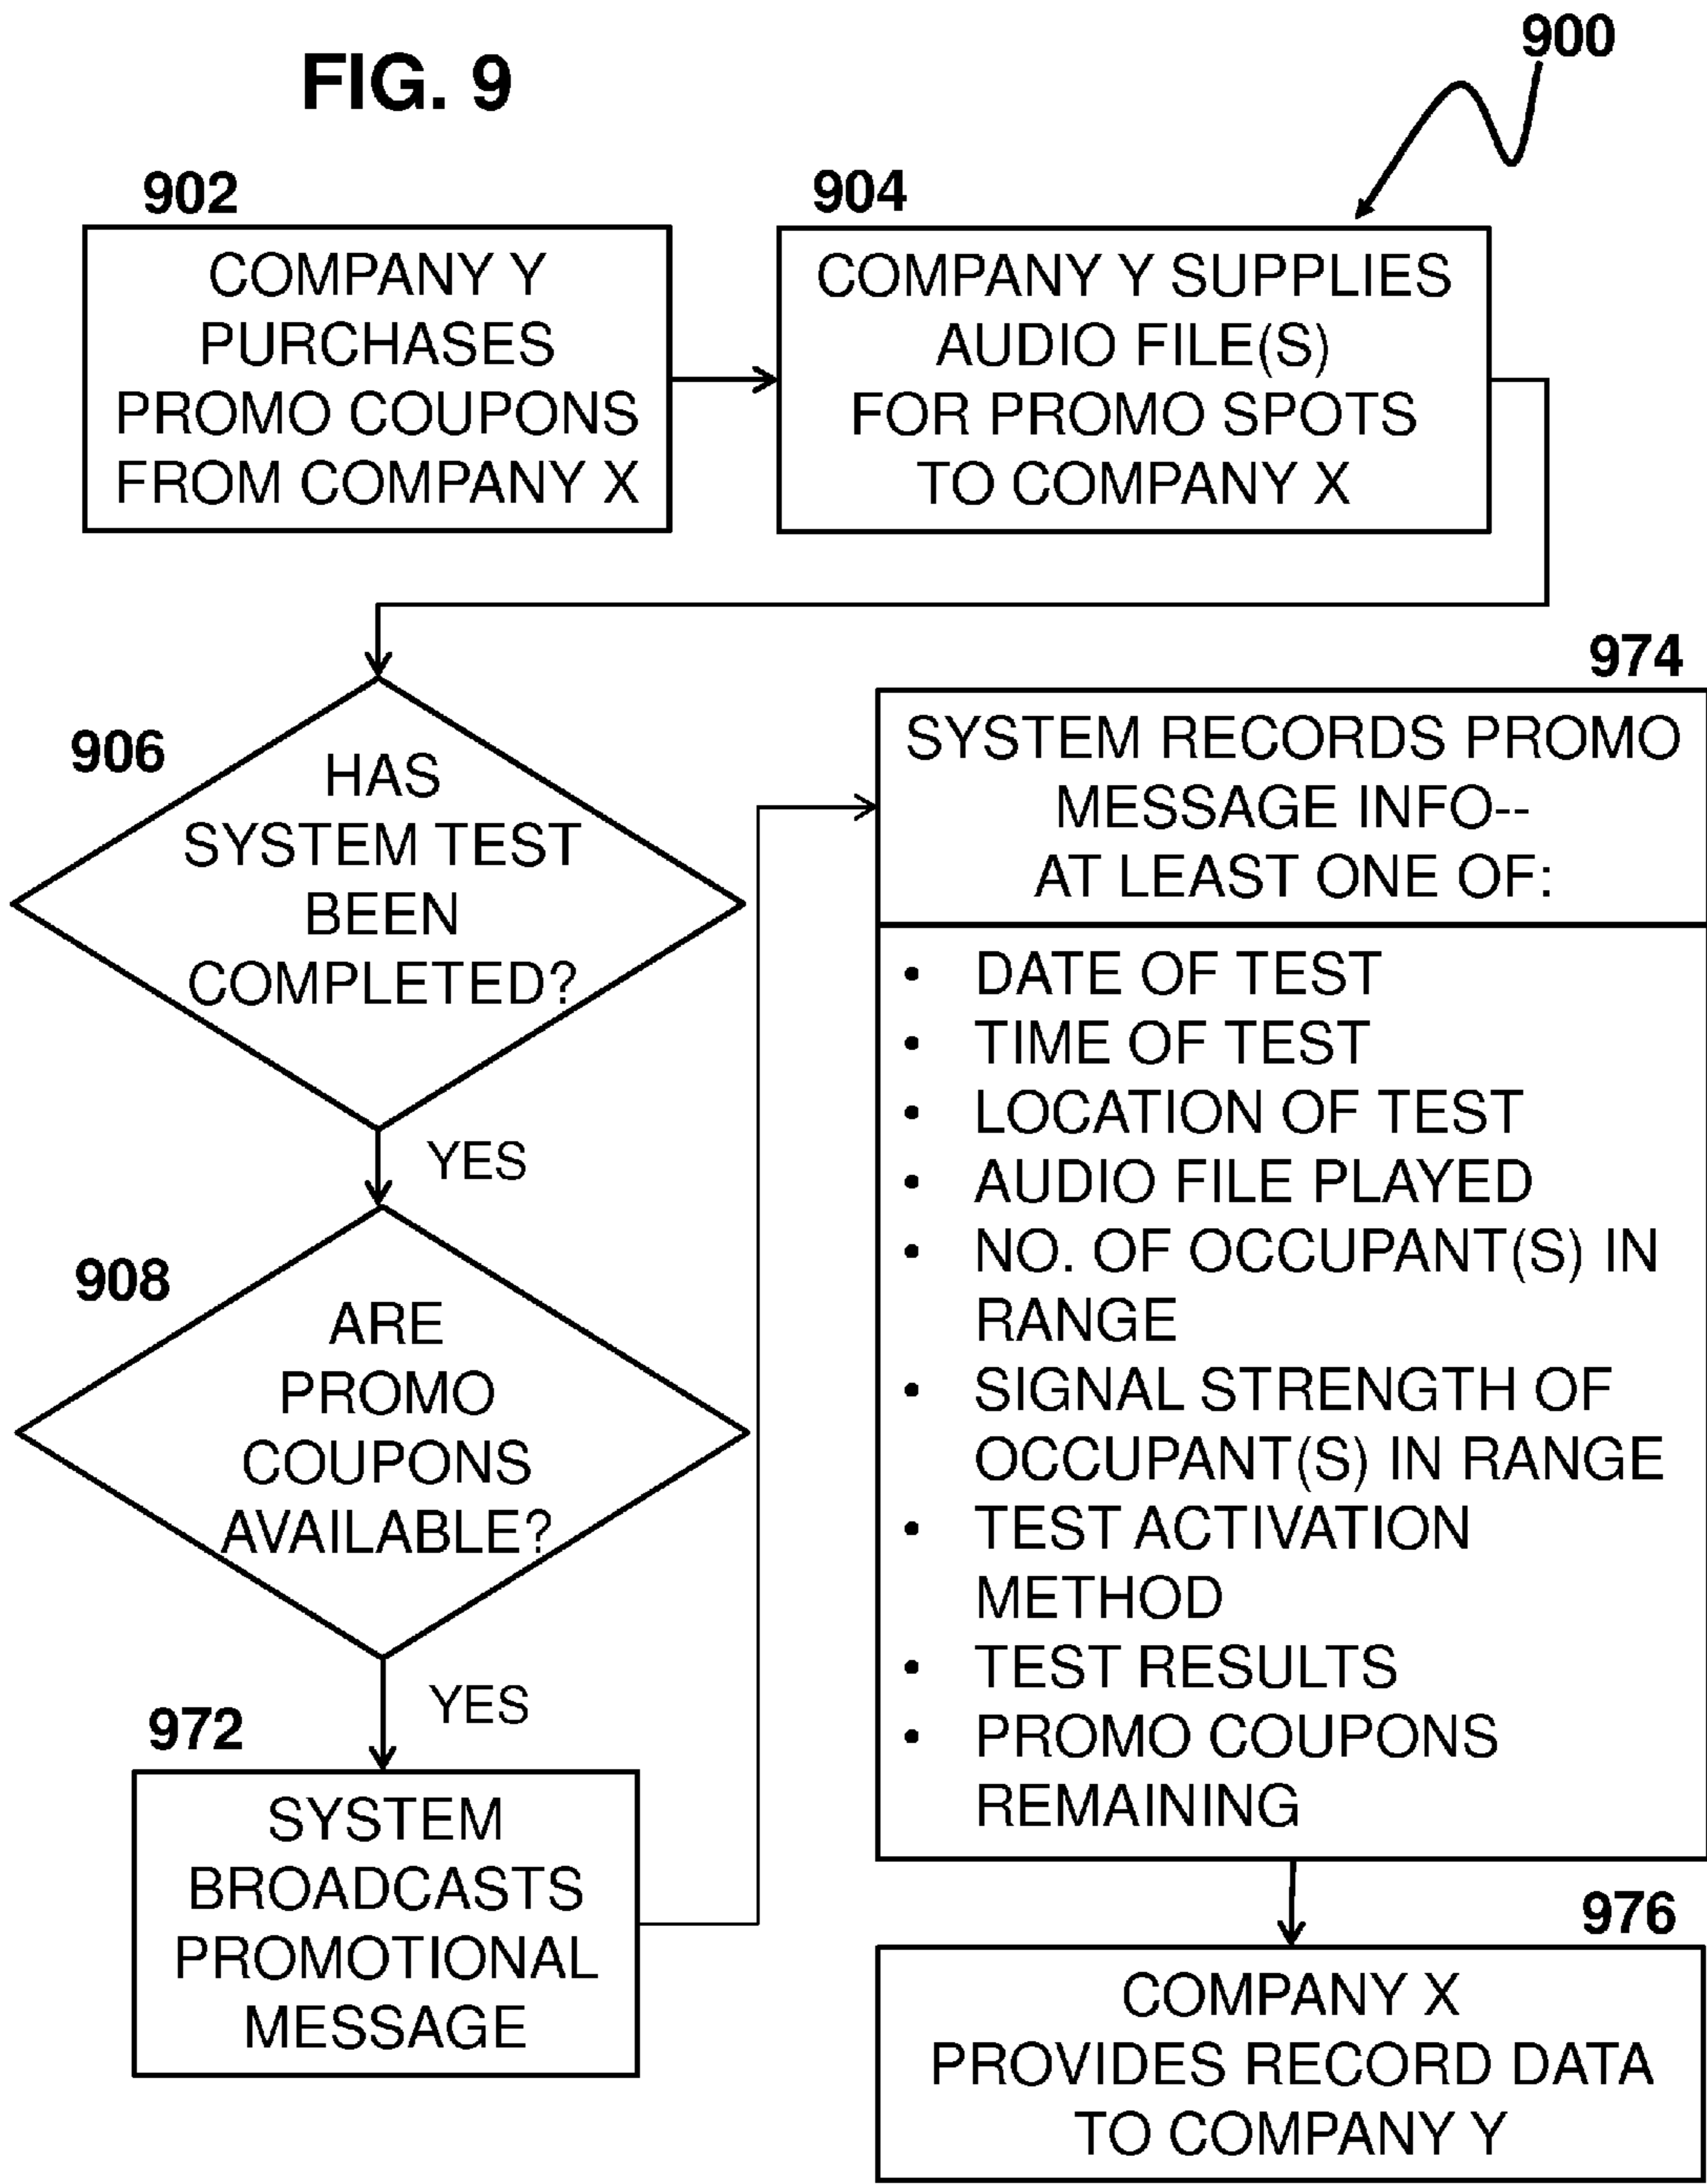 FIG. 9
900
902
COMPANY Y
PURCHASES
PROMO COUPONS
FROM COMPANY X
904
COMPANY Y SUPPLIES
AUDIO FILE(S)
FOR PROMO SPOTS
TO COMPANY X
906
HAS
SYSTEM TEST
BEEN
COMPLETED?
YES
908
ARE
PROMO
COUPONS
AVAILABLE?
YES
972
SYSTEM
BROADCASTS
PROMOTIONAL
MESSAGE
974
SYSTEM RECORDS PROMO
MESSAGE INFO--
AT LEAST ONE OF:
• DATE OF TEST
• TIME OF TEST
• LOCATION OF TEST
• AUDIO FILE PLAYED
• NO. OF OCCUPANT(S) IN
RANGE
• SIGNAL STRENGTH OF
OCCUPANT(S) IN RANGE
• TEST ACTIVATION
METHOD
• TEST RESULTS
• PROMO COUPONS
REMAINING
976
COMPANY X
PROVIDES RECORD DATA
TO COMPANY Y